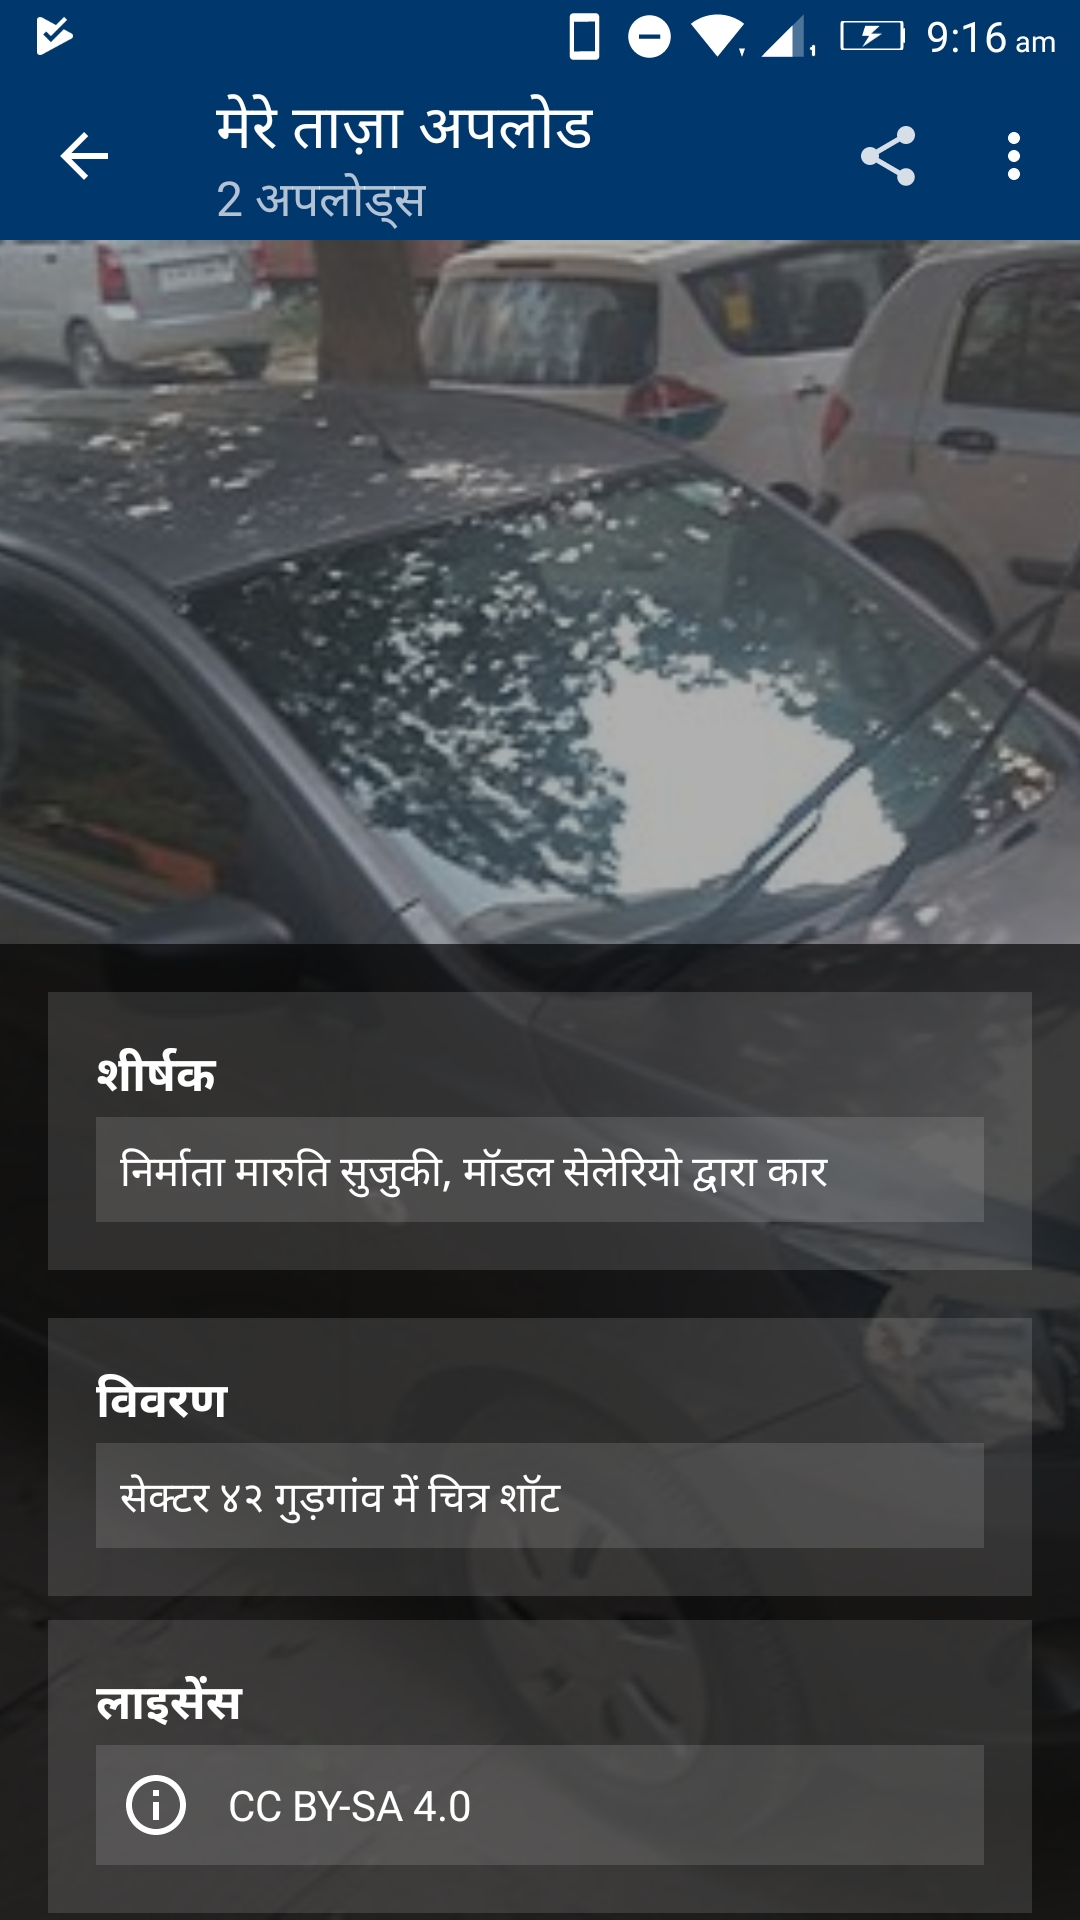 9:16 am
मेरे ताज़ा अपलोड
2 अपलोड्स
शीर्षक
निर्माता मारुति सुजुकी, मॉडल सेलेरियो द्वारा कार
विवरण
सेक्टर ४२ गुड़गांव में चित्र शॉट
लाइसेंस
CC BY-SA 4.0